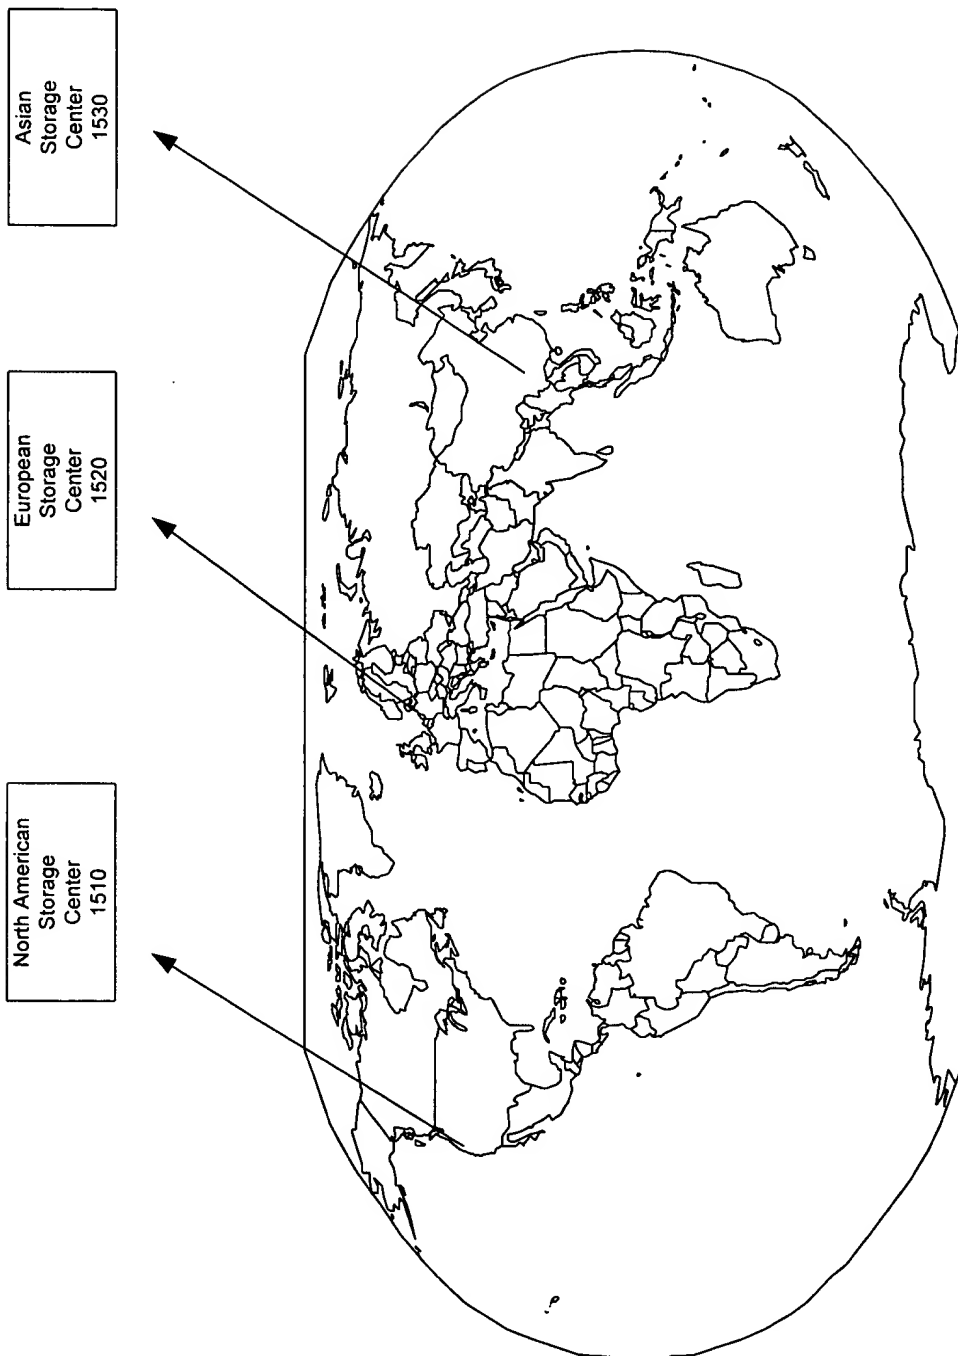 North American
Storage
Center
1510
European
Storage
Center
1520
Asian
Storage
Center
1530